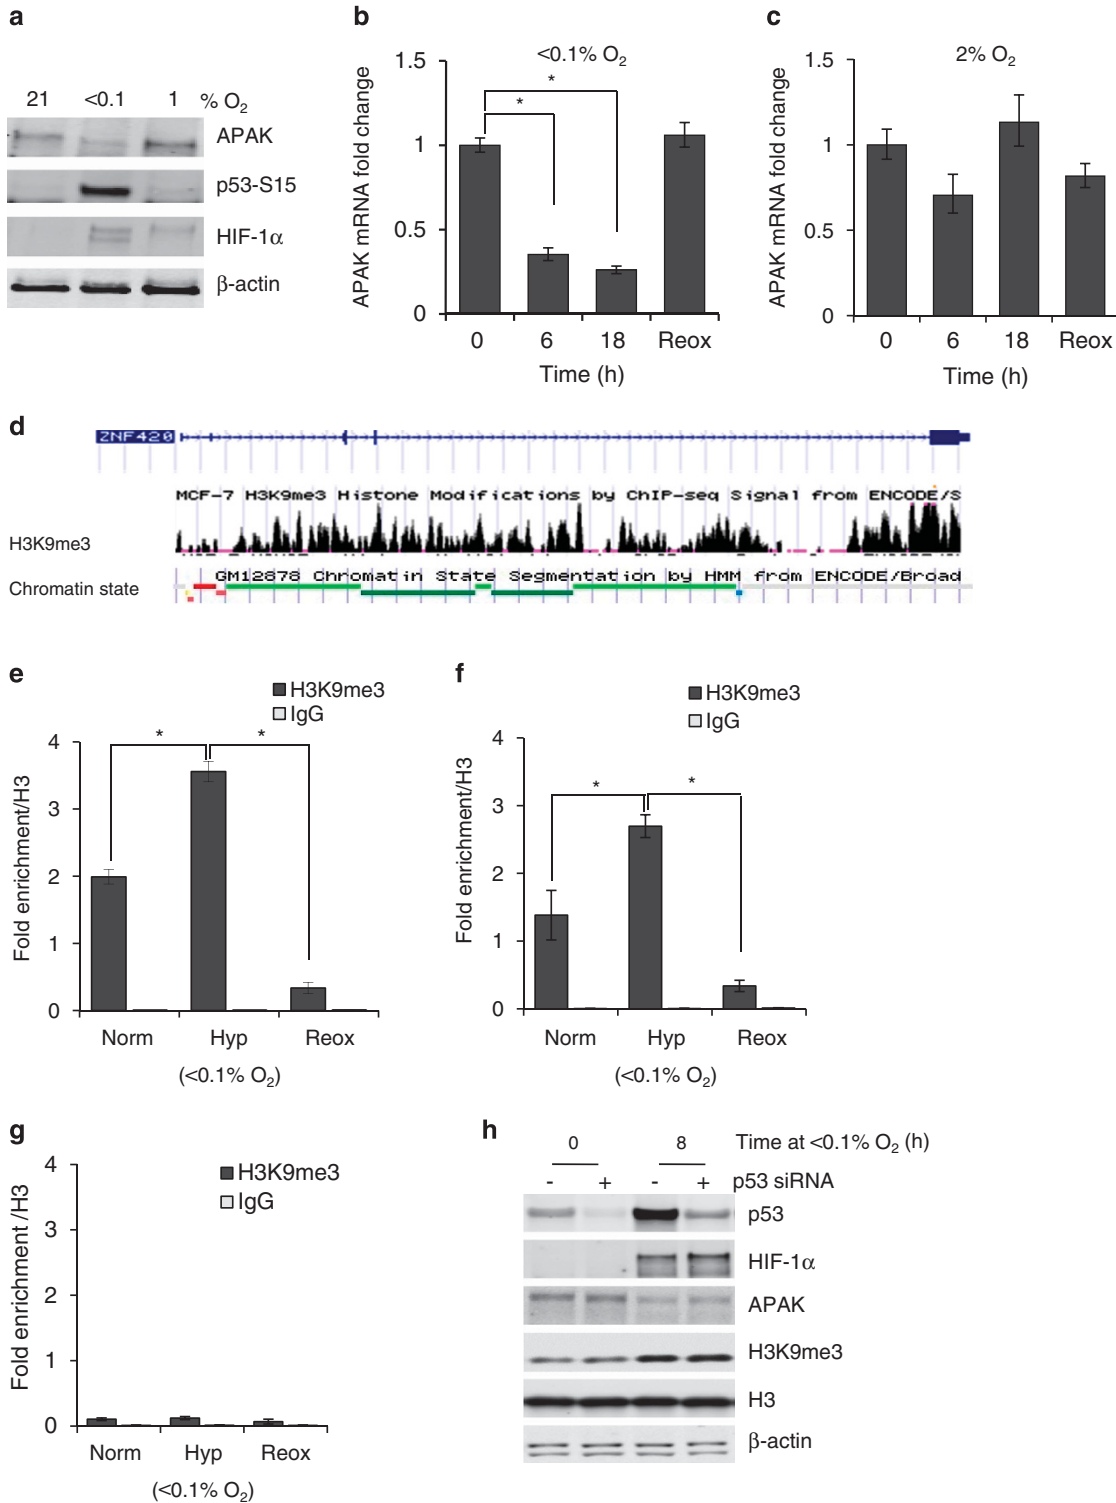 a
21 <0.1 1 % O2
APAK
p53-S15
HIF-1α
β-actin
b
<0.1% O2
APAK mRNA fold change
1.5
1
0.5
0
* *
0 6 18 Reox
Time (h)
c
2% O2
APAK mRNA fold change
1.5
1
0.5
0
0 6 18 Reox
Time (h)
d
ZNF420
MCF-7 H3K9me3 Histone Modifications by ChIP-seq Signal from ENCODE/S
H3K9me3
GM12878 Chromatin State Segmentation by HMM from ENCODE/Broad
Chromatin state
e
H3K9me3
IgG
Fold enrichment/H3
4
3
2
1
0
* *
Norm Hyp Reox
(<0.1% O2)
f
H3K9me3
IgG
Fold enrichment/H3
4
3
2
1
0
* *
Norm Hyp Reox
(<0.1% O2)
g
H3K9me3
IgG
Fold enrichment /H3
4
3
2
1
0
Norm Hyp Reox
(<0.1% O2)
h
0 8 Time at <0.1% O2 (h)
- + - + p53 siRNA
p53
HIF-1α
APAK
H3K9me3
H3
β-actin